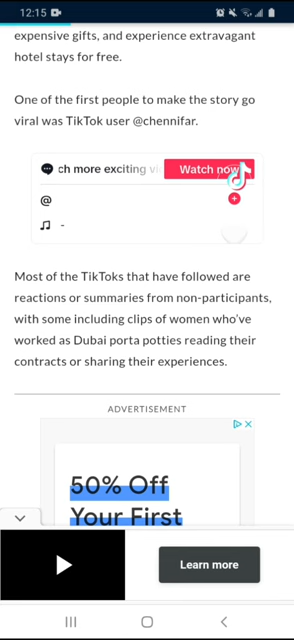 12:15
expensive gifts, and experience extravagant
hotel stays for free.
One of the first people to make the story go
viral was TikTok user @chennifar.
ch more exciting vi
Watch now
@
-
Most of the TikToks that have followed are
reactions or summaries from non-participants,
with some including clips of women who've
worked as Dubai porta potties reading their
contracts or sharing their experiences.
ADVERTISEMENT
50% Off
Your First
Learn more